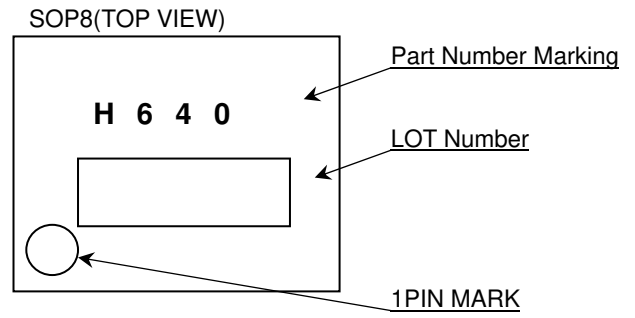 SOP8(TOP VIEW)
Part Number Marking
H 6 4 0
LOT Number
1PIN MARK